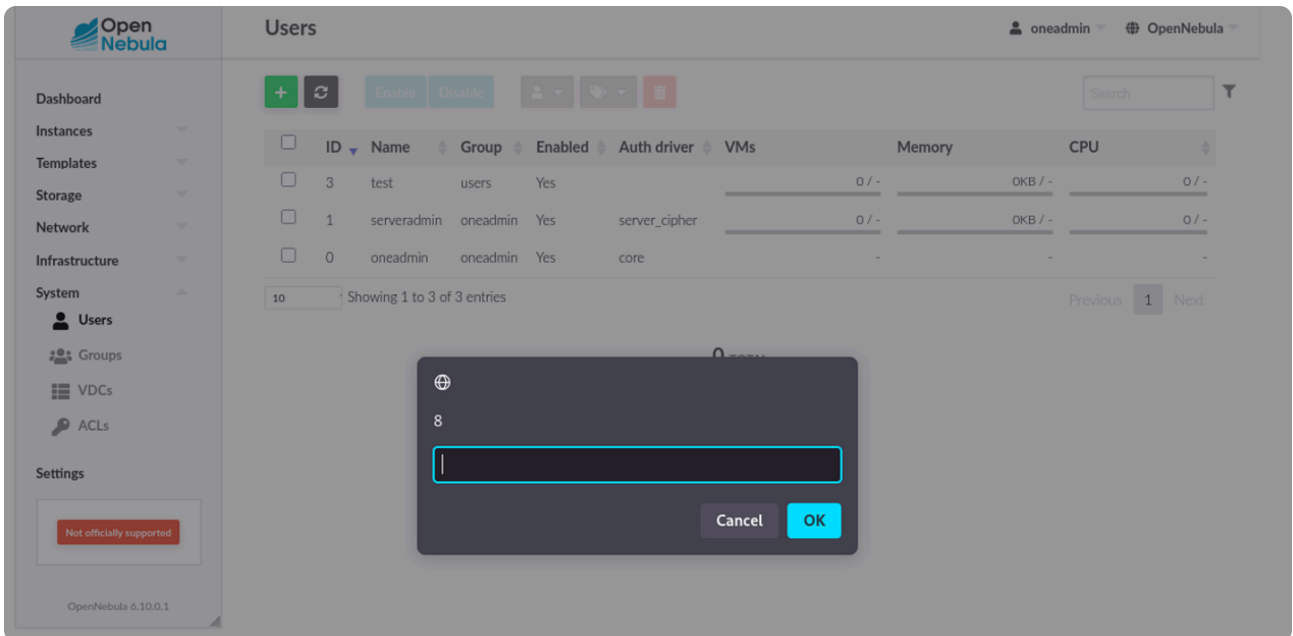 Open
Nebula
Users
oneadmin
OpenNebula
Dashboard
Instances
Templates
Storage
Network
Infrastructure
System
Users
Groups
VDCs
ACLs
Settings
Not officially supported
OpenNebula 6.10.0.1
+ Enable Disable Search
ID Name Group Enabled Auth driver VMs Memory CPU
3 test users Yes 0 / - 0KB / - 0 / -
1 serveradmin oneadmin Yes server_cipher 0 / - 0KB / - 0 / -
0 oneadmin oneadmin Yes core - - -
10 Showing 1 to 3 of 3 entries Previous 1 Next
0 TOTAL
8
Cancel OK